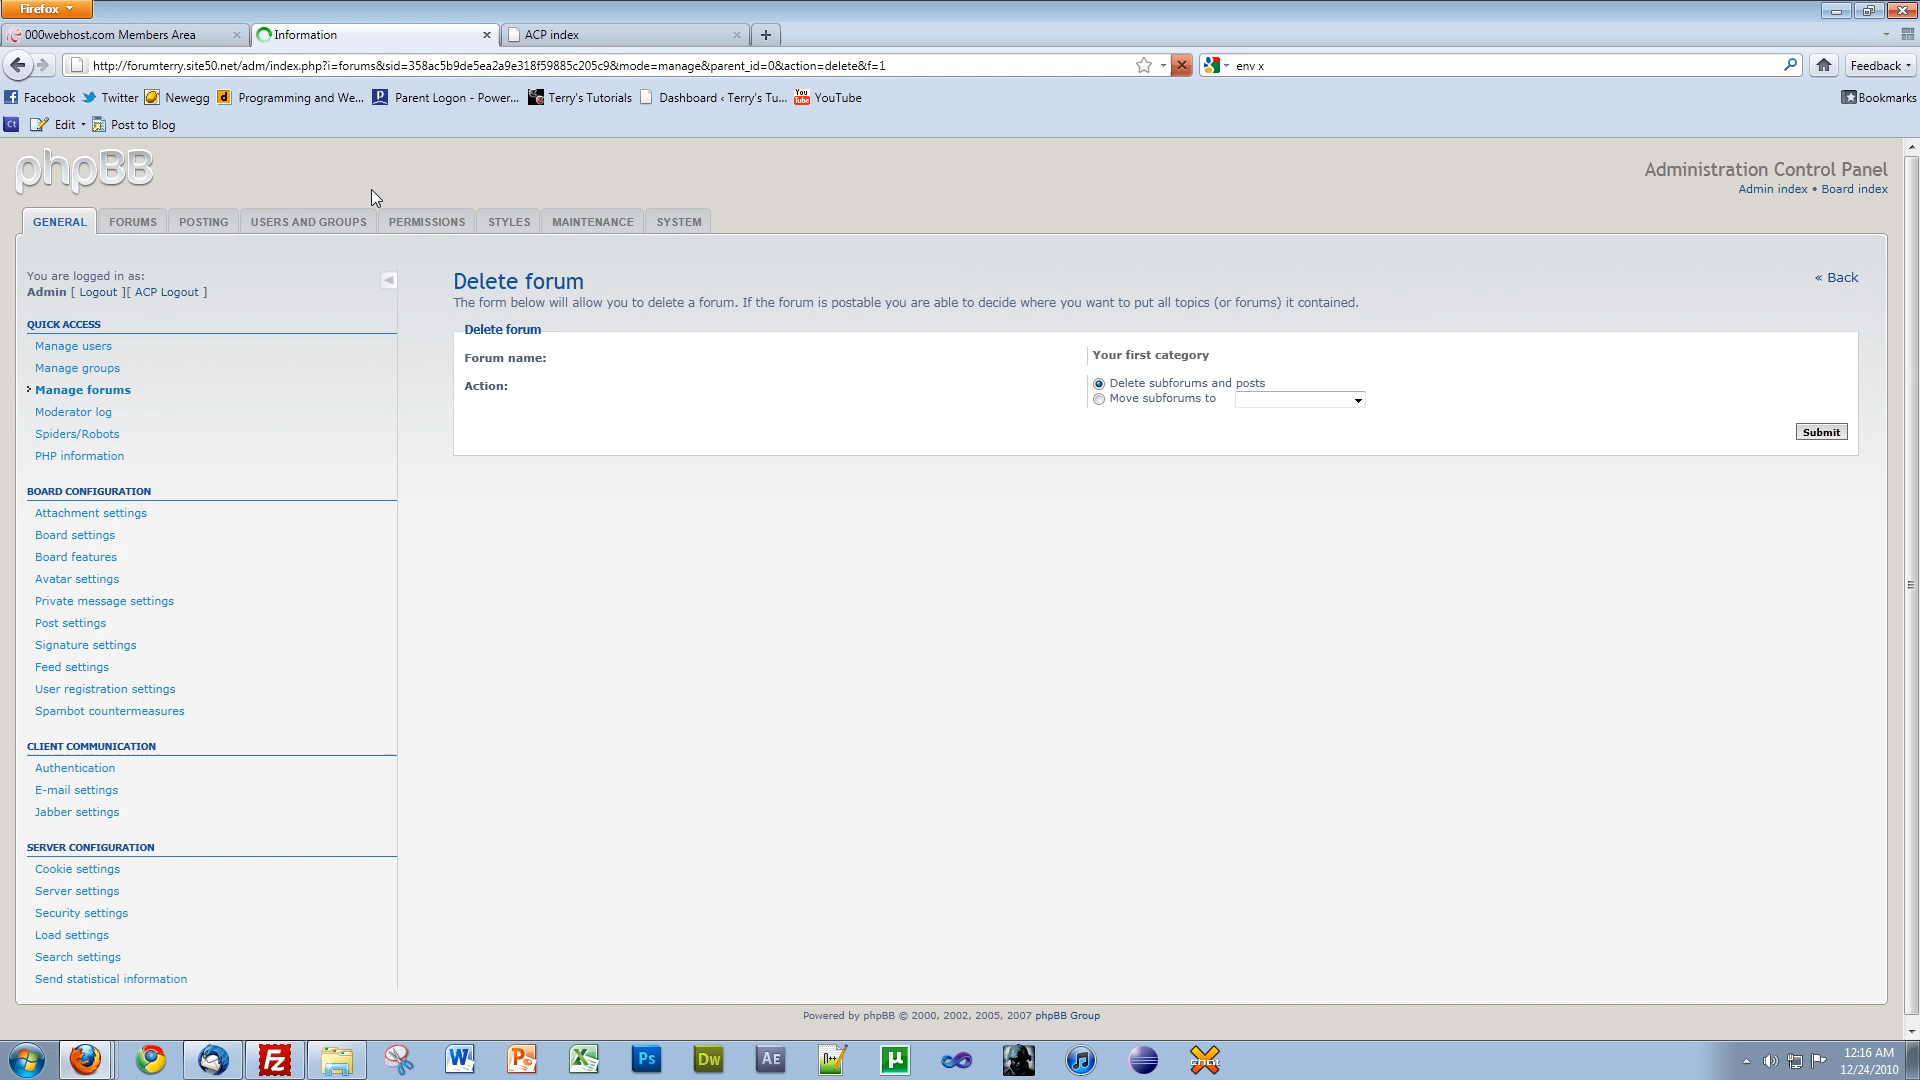 Firefox
000webhost.com Members Area
Information
ACP index
http://forumterry.site50.net/adm/index.php?i=forums&sid=358ac5b9de5ea2a9e318f59885c205c9&mode=manage&parent_id=0&action=delete&f=1
env x
Feedback
Facebook
Twitter
Newegg
Programming and We...
Parent Logon - Power...
Terry's Tutorials
Dashboard ‹ Terry's Tu...
YouTube
Bookmarks
Ct
Edit
Post to Blog
phpBB
Administration Control Panel
Admin index • Board index
GENERAL
FORUMS
POSTING
USERS AND GROUPS
PERMISSIONS
STYLES
MAINTENANCE
SYSTEM
You are logged in as:
Admin [ Logout ][ ACP Logout ]
QUICK ACCESS
Manage users
Manage groups
Manage forums
Moderator log
Spiders/Robots
PHP information
BOARD CONFIGURATION
Attachment settings
Board settings
Board features
Avatar settings
Private message settings
Post settings
Signature settings
Feed settings
User registration settings
Spambot countermeasures
CLIENT COMMUNICATION
Authentication
E-mail settings
Jabber settings
SERVER CONFIGURATION
Cookie settings
Server settings
Security settings
Load settings
Search settings
Send statistical information
Delete forum
« Back
The form below will allow you to delete a forum. If the forum is postable you are able to decide where you want to put all topics (or forums) it contained.
Delete forum
Forum name:
Your first category
Action:
Delete subforums and posts
Move subforums to
Submit
Powered by phpBB © 2000, 2002, 2005, 2007 phpBB Group
Fz
W
P
X
Ps
Dw
AE
µ
12:16 AM
12/24/2010